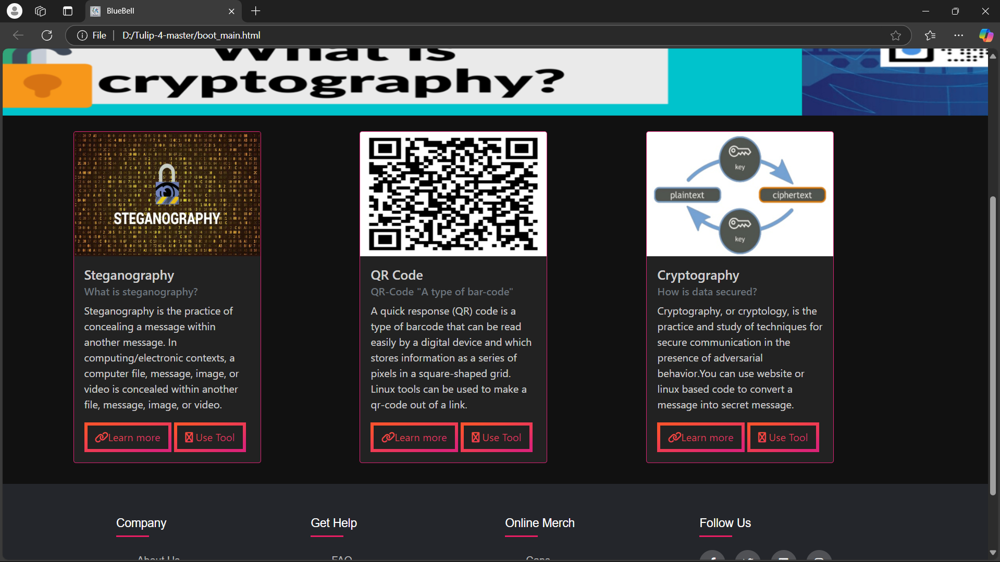 BlueBell
File
D:/Tulip-4-master/boot_main.html
What is
cryptography?
STEGANOGRAPHY
key
plaintext
ciphertext
key
Steganography
What is steganography?
Steganography is the practice of
concealing a message within
another message. In
computing/electronic contexts, a
computer file, message, image, or
video is concealed within another
file, message, image, or video.
Learn more
Use Tool
QR Code
QR-Code "A type of bar-code"
A quick response (QR) code is a
type of barcode that can be read
easily by a digital device and which
stores information as a series of
pixels in a square-shaped grid.
Linux tools can be used to make a
qr-code out of a link.
Learn more
Use Tool
Cryptography
How is data secured?
Cryptography, or cryptology, is the
practice and study of techniques for
secure communication in the
presence of adversarial
behavior.You can use website or
linux based code to convert a
message into secret message.
Learn more
Use Tool
Company
Get Help
Online Merch
Follow Us
About Us
FAQ
Caps